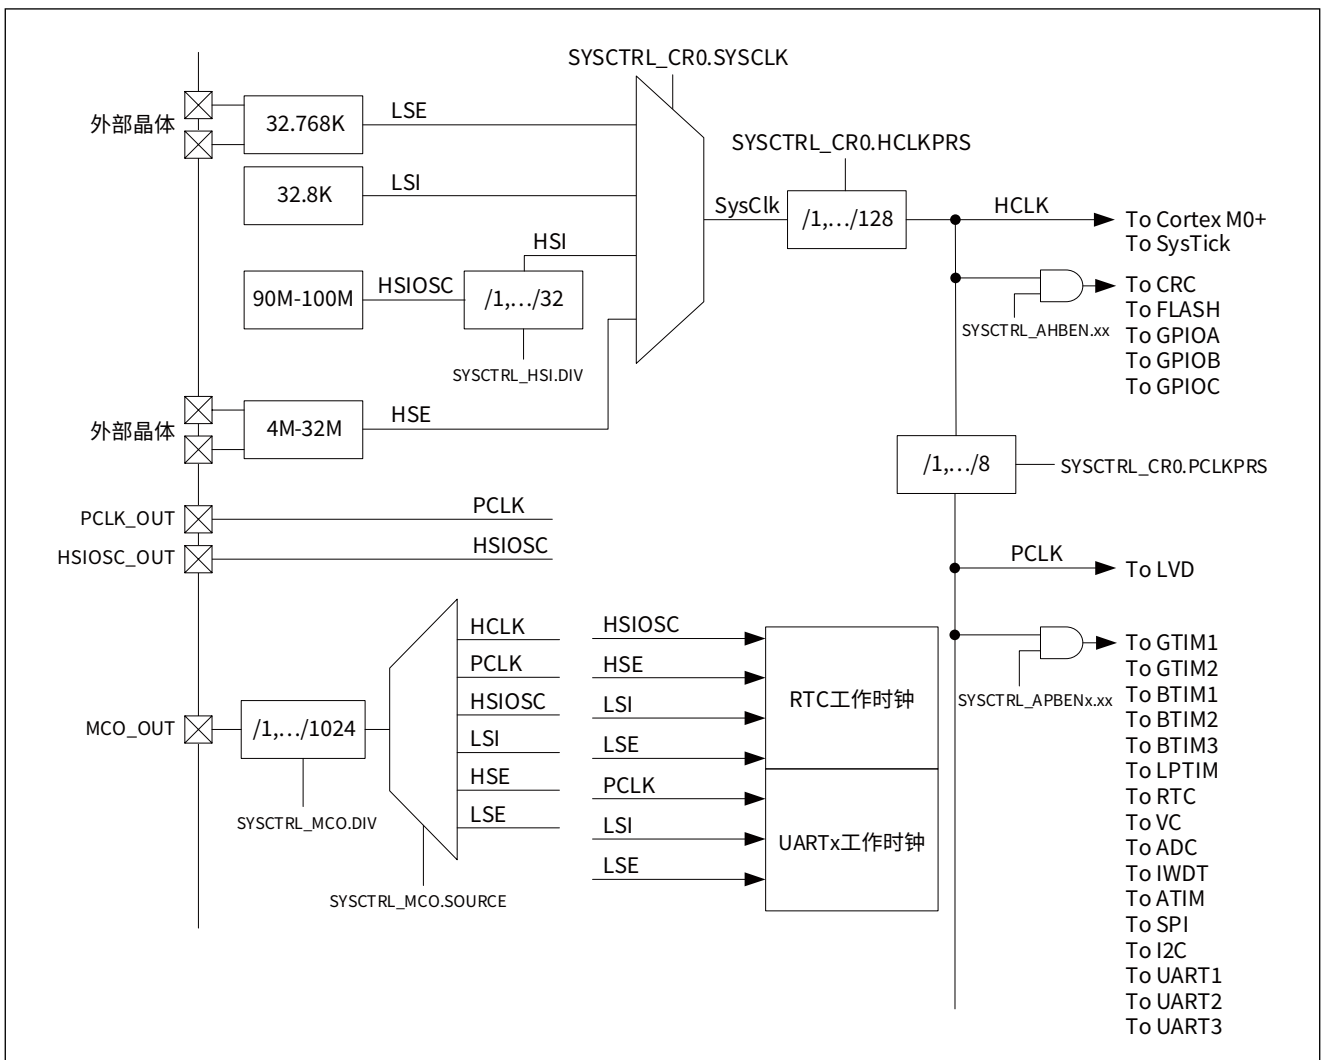 SYSCTRL_CR0.SYSCLK
外部晶体
32.768K
LSE
SYSCTRL_CR0.HCLKPRS
32.8K
LSI
SysClk
/1,…/128
HCLK
To Cortex M0+
To SysTick
HSI
90M-100M
HSIOSC
/1,…/32
SYSCTRL_HSI.DIV
SYSCTRL_AHBEN.xx
To CRC
To FLASH
To GPIOA
To GPIOB
To GPIOC
外部晶体
4M-32M
HSE
/1,…/8
SYSCTRL_CR0.PCLKPRS
PCLK_OUT
PCLK
HSIOSC_OUT
HSIOSC
PCLK
To LVD
MCO_OUT
/1,…/1024
SYSCTRL_MCO.DIV
HCLK
PCLK
HSIOSC
LSI
HSE
LSE
SYSCTRL_MCO.SOURCE
HSIOSC
HSE
LSI
LSE
RTC工作时钟
PCLK
LSI
LSE
UARTx工作时钟
SYSCTRL_APBENx.xx
To GTIM1
To GTIM2
To BTIM1
To BTIM2
To BTIM3
To LPTIM
To RTC
To VC
To ADC
To IWDT
To ATIM
To SPI
To I2C
To UART1
To UART2
To UART3